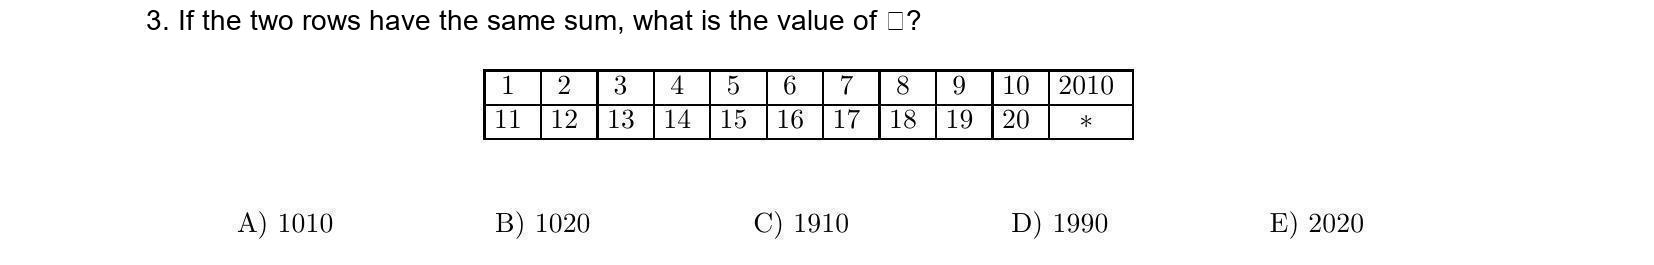 3. If the two rows have the same sum, what is the value of □?
1 2 3 4 5 6 7 8 9 10 2010
11 12 13 14 15 16 17 18 19 20 *
A) 1010 B) 1020 C) 1910 D) 1990 E) 2020